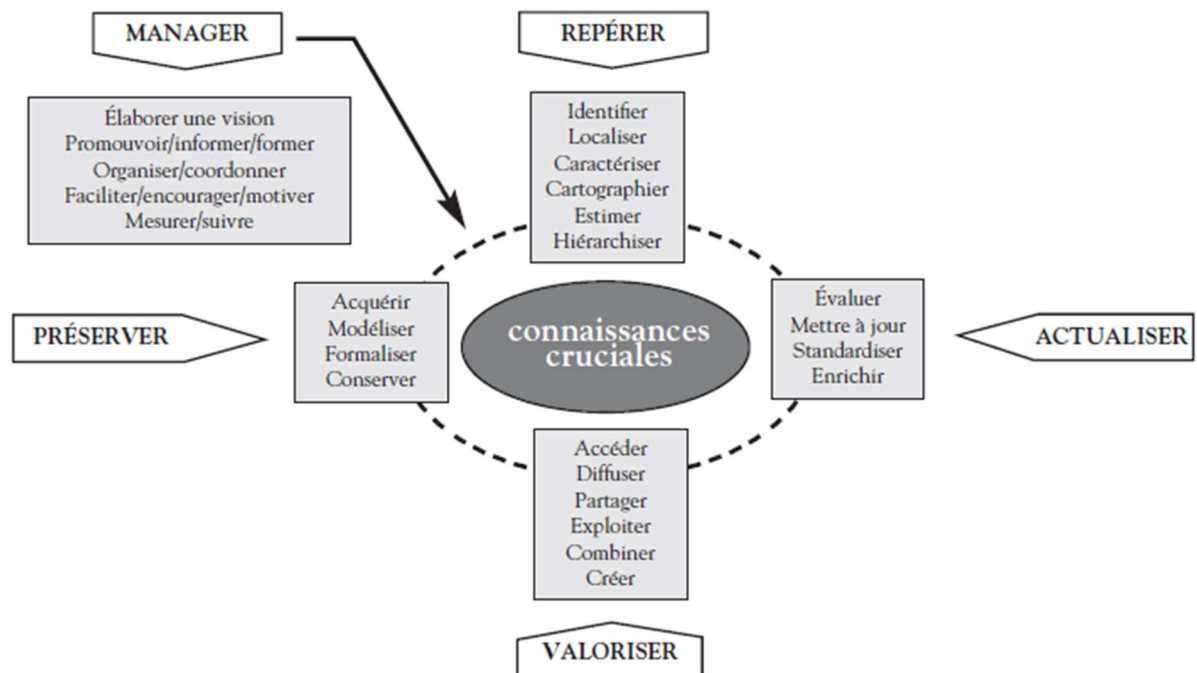 MANAGER
Élaborer une vision
Promouvoir/informer/former
Organiser/coordonner
Faciliter/encourager/motiver
Mesurer/suivre
REPÉRER
Identifier
Localiser
Caractériser
Cartographier
Estimer
Hiérarchiser
PRÉSERVER
Acquérir
Modéliser
Formaliser
Conserver
connaissances
cruciales
Évaluer
Mettre à jour
Standardiser
Enrichir
ACTUALISER
Accéder
Diffuser
Partager
Exploiter
Combiner
Créer
VALORISER